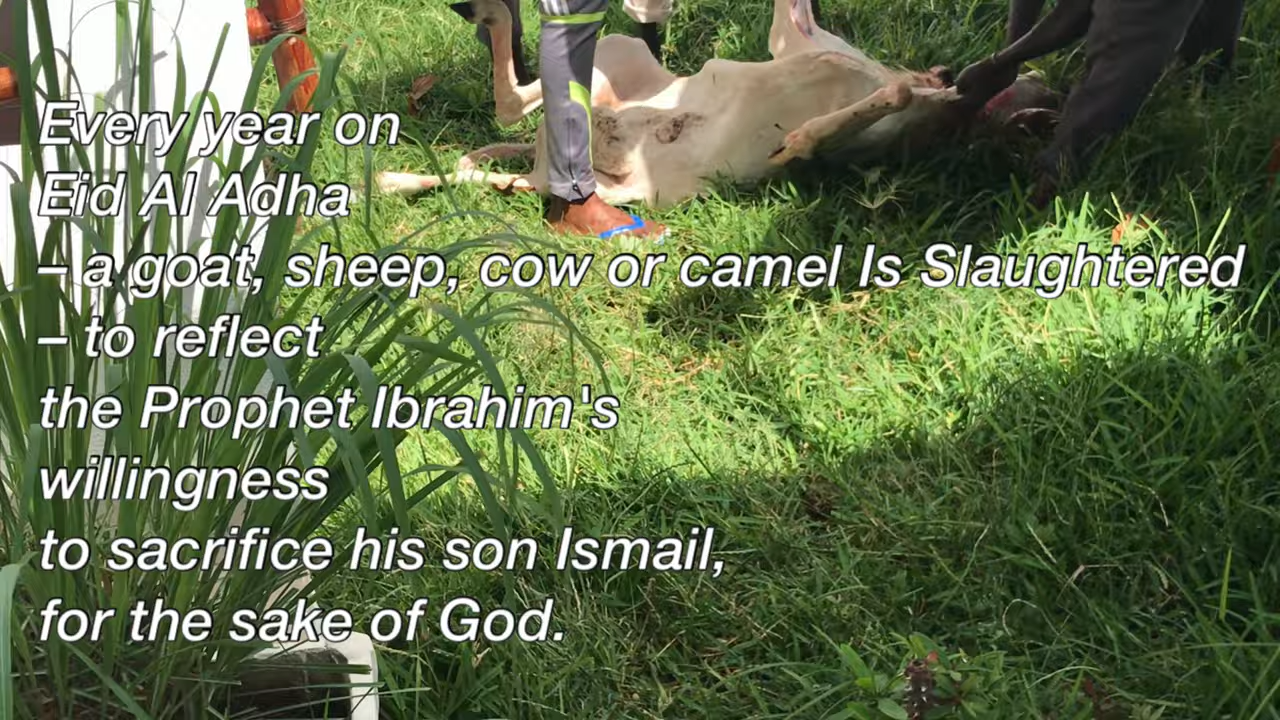 Every year on
Eid Al Adha
– a goat, sheep, cow or camel Is Slaughtered
– to reflect
the Prophet Ibrahim's
willingness
to sacrifice his son Ismail,
for the sake of God.